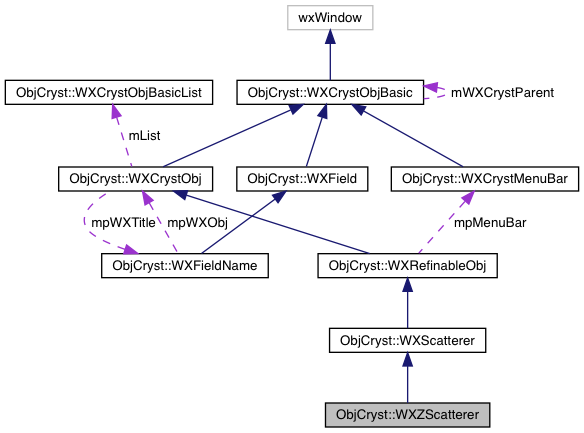 wxWindow
ObjCryst::WXCrystObjBasicList
ObjCryst::WXCrystObjBasic
mWXCrystParent
mList
ObjCryst::WXCrystObj
ObjCryst::WXField
ObjCryst::WXCrystMenuBar
mpWXTitle
mpWXObj
mpMenuBar
ObjCryst::WXFieldName
ObjCryst::WXRefinableObj
ObjCryst::WXScatterer
ObjCryst::WXZScatterer